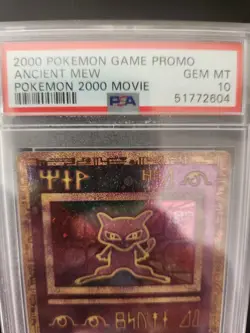 2000 POKEMON GAME PROMO
ANCIENT MEW GEM MT
POKEMON 2000 MOVIE 10
PSA 51772604